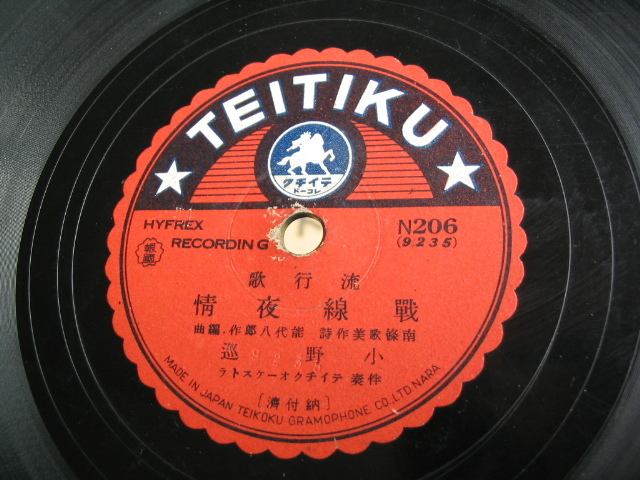 TEITIKU
クチイテ
ドーコレ
HYFREX
RECORDING
N206
(9235)
報國
歌行流
情夜線戰
曲編.作郎八代能 詩作美歌條南
巡野小
9235
ラトスケーオクチイテ 奏伴
[納付濟]
MADE IN JAPAN TEIKOKU GRAMOPHONE CO., LTD NARA